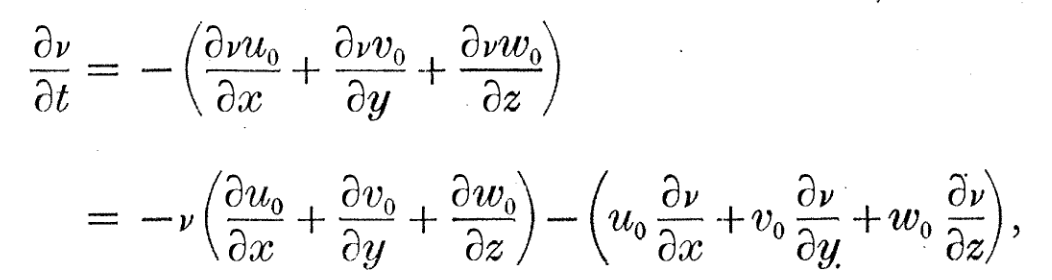 ∂ν/∂t = −(∂νu₀/∂x + ∂νv₀/∂y + ∂νw₀/∂z)
= −ν(∂u₀/∂x + ∂v₀/∂y + ∂w₀/∂z) − (u₀ ∂ν/∂x + v₀ ∂ν/∂y + w₀ ∂ν/∂z),